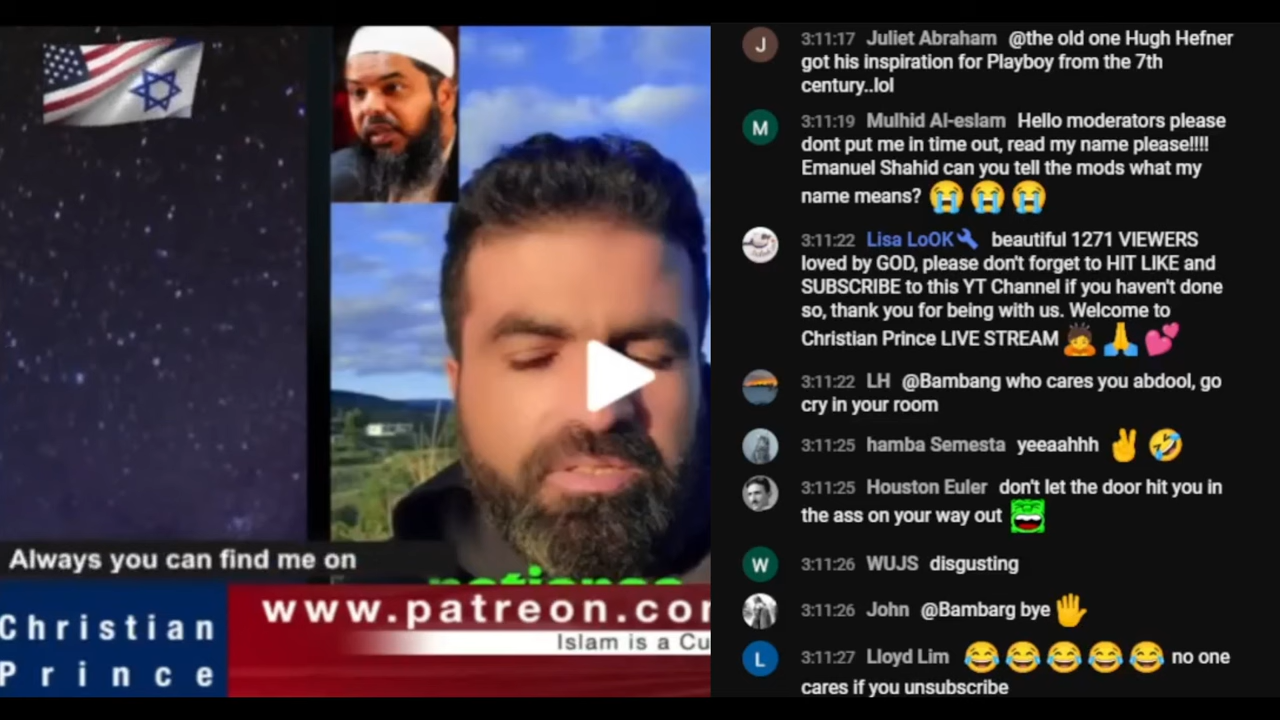 Always you can find me on
patience
Christian
Prince
www.patreon.co
Islam is a Cu
J
3:11:17 Juliet Abraham @the old one Hugh Hefner
got his inspiration for Playboy from the 7th
century..lol
M
3:11:19 Mulhid Al-eslam Hello moderators please
dont put me in time out, read my name please!!!!
Emanuel Shahid can you tell the mods what my
name means? 😭😭😭
3:11:22 Lisa LoOK🔧 beautiful 1271 VIEWERS
loved by GOD, please don't forget to HIT LIKE and
SUBSCRIBE to this YT Channel if you haven't done
so, thank you for being with us. Welcome to
Christian Prince LIVE STREAM 🙇🙏💕
3:11:22 LH @Bambang who cares you abdool, go
cry in your room
3:11:25 hamba Semesta yeeaahhh ✌🤣
3:11:25 Houston Euler don't let the door hit you in
the ass on your way out
W
3:11:26 WUJS disgusting
3:11:26 John @Bambarg bye 🖐
L
3:11:27 Lloyd Lim 😂😂😂😂😂 no one
cares if you unsubscribe